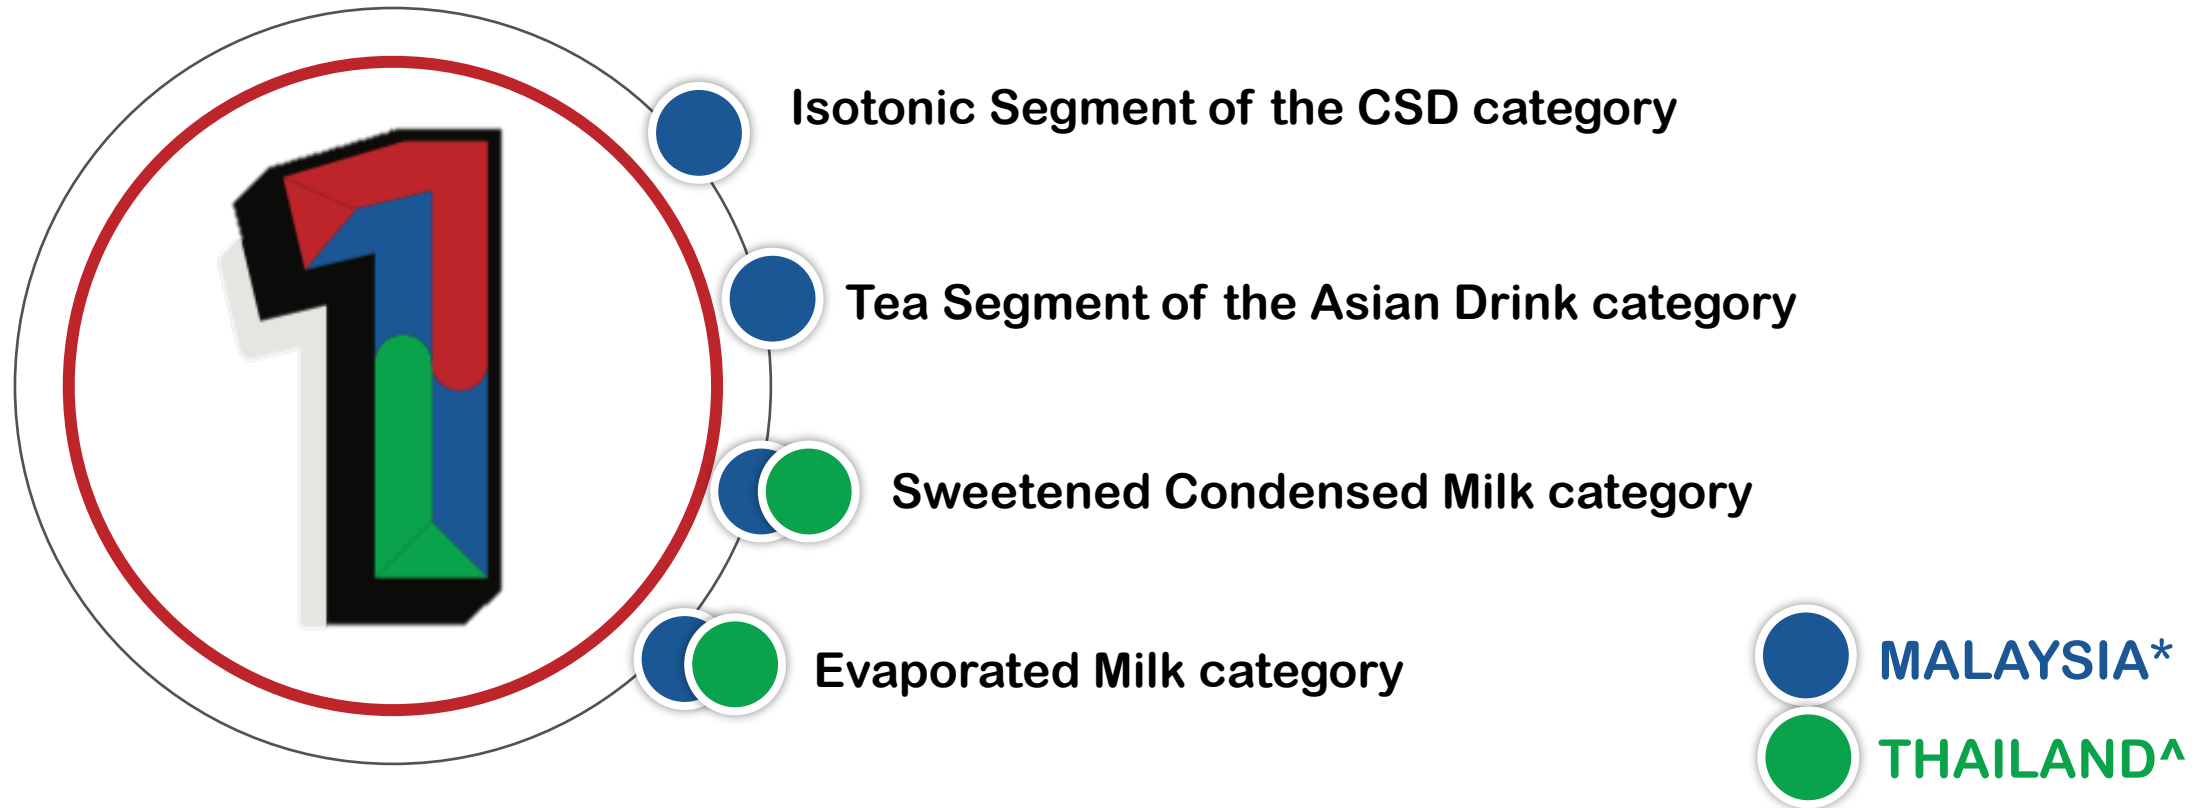 1
Isotonic Segment of the CSD category
Tea Segment of the Asian Drink category
Sweetened Condensed Milk category
Evaporated Milk category
MALAYSIA*
THAILAND^